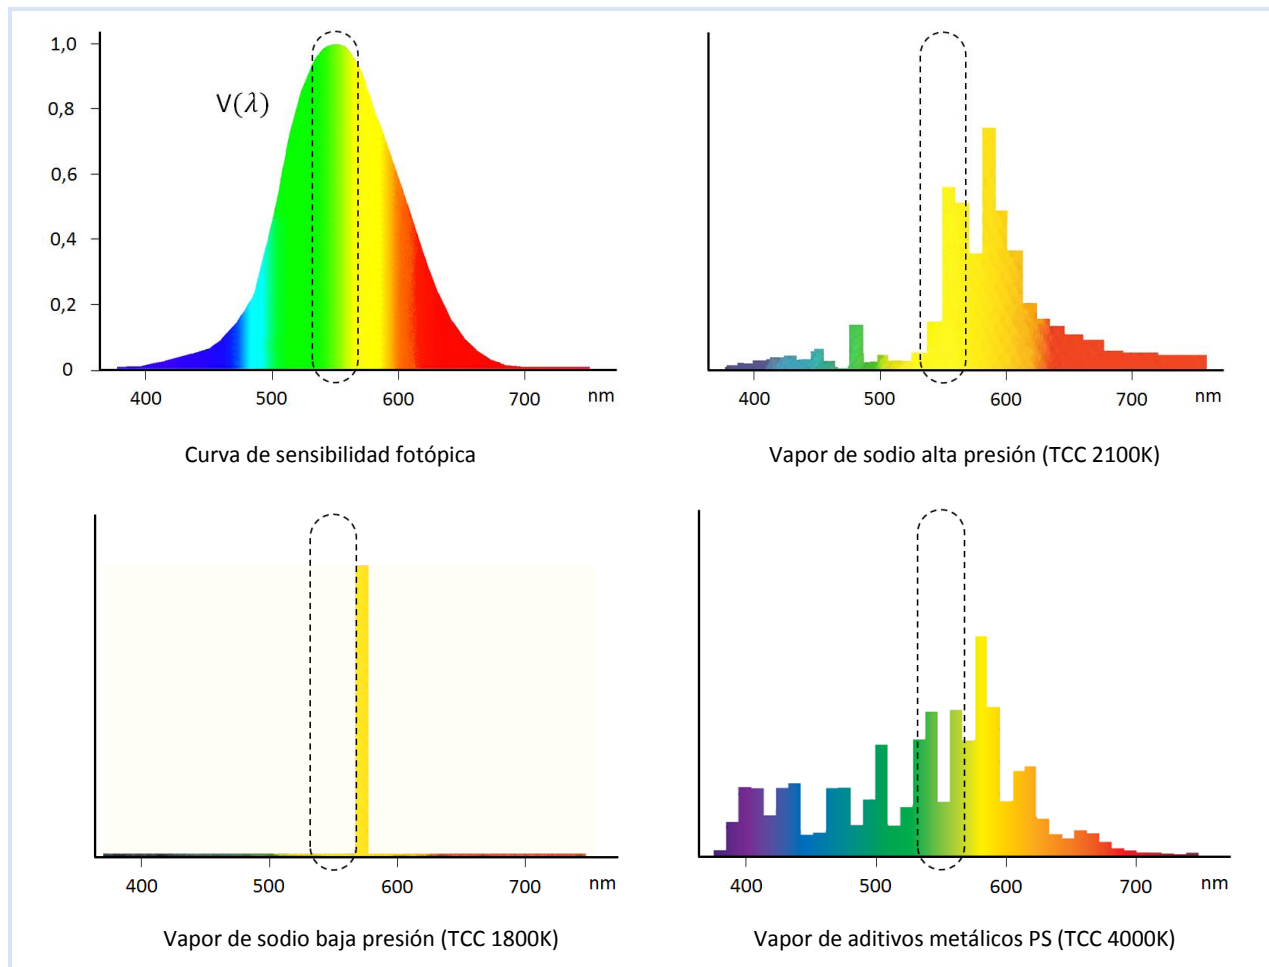 1,0
0,8
V(λ)
0,6
0,4
0,2
0
400 500 600 700 nm
Curva de sensibilidad fotópica
400 500 600 700 nm
Vapor de sodio alta presión (TCC 2100K)
400 500 600 700 nm
Vapor de sodio baja presión (TCC 1800K)
400 500 600 700 nm
Vapor de aditivos metálicos PS (TCC 4000K)